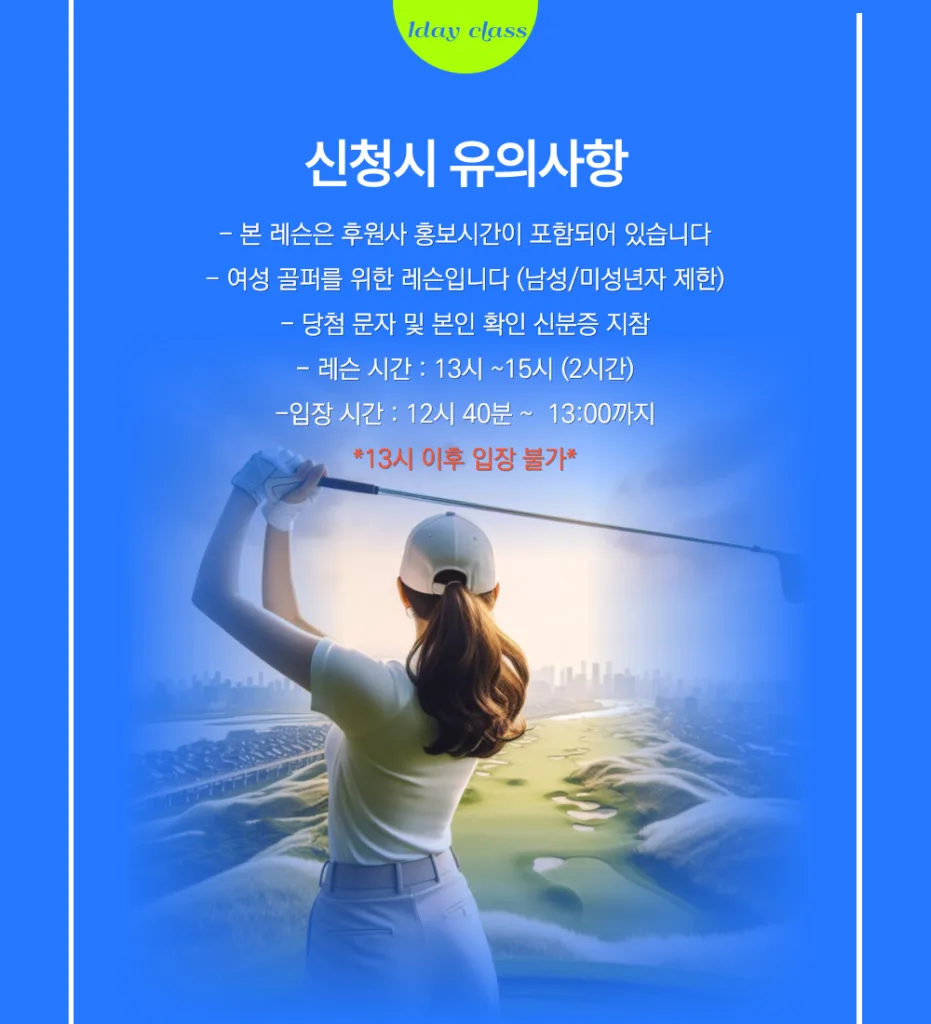 1day class
신청시 유의사항
- 본 레슨은 후원사 홍보시간이 포함되어 있습니다
- 여성 골퍼를 위한 레슨입니다 (남성/미성년자 제한)
- 당첨 문자 및 본인 확인 신분증 지참
- 레슨 시간 : 13시 ~15시 (2시간)
-입장 시간 : 12시 40분 ~ 13:00까지
*13시 이후 입장 불가*